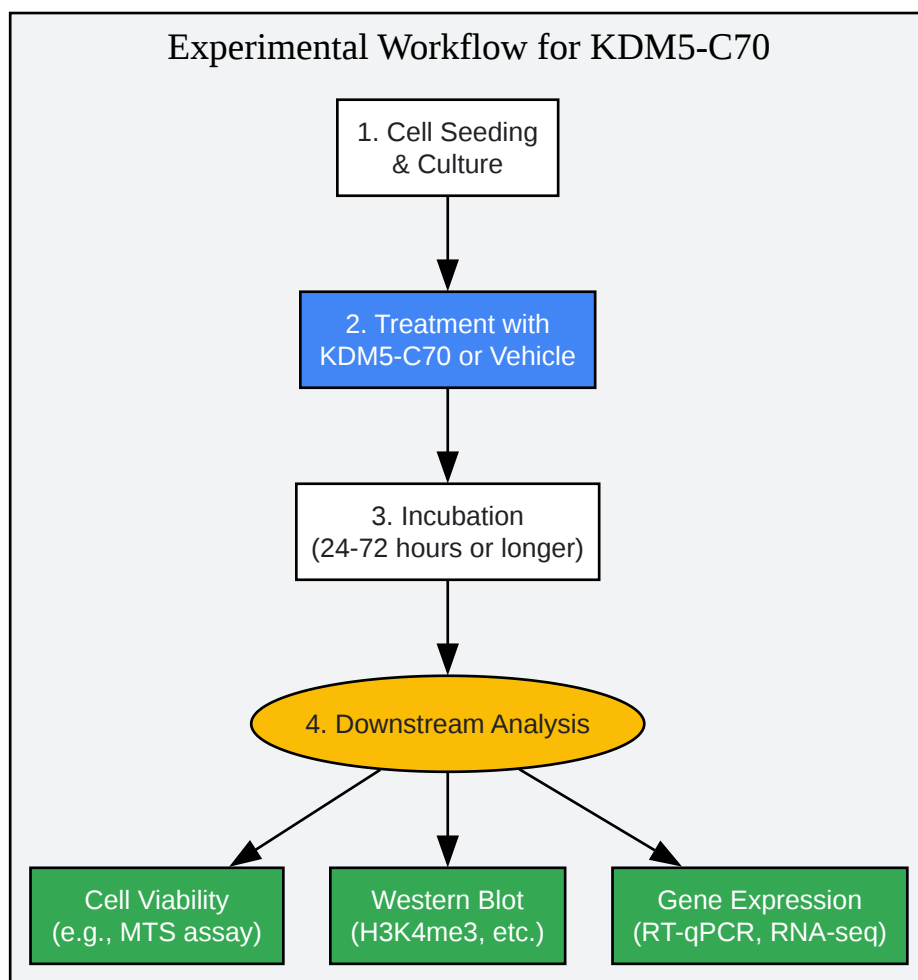 Experimental Workflow for KDM5-C70
1. Cell Seeding
& Culture
2. Treatment with
KDM5-C70 or Vehicle
3. Incubation
(24-72 hours or longer)
4. Downstream Analysis
Cell Viability
(e.g., MTS assay)
Western Blot
(H3K4me3, etc.)
Gene Expression
(RT-qPCR, RNA-seq)